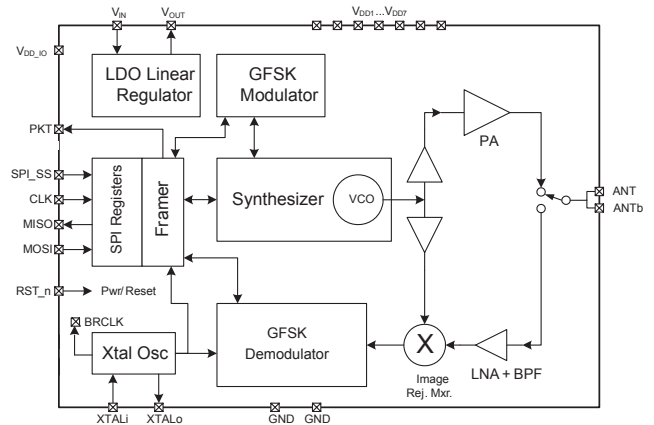 VIN
VOUT
VDD1 ...VDD7
VDD_IO
LDO Linear
Regulator
GFSK
Modulator
PA
PKT
SPI_SS
CLK
MISO
MOSI
SPI Registers
Framer
Synthesizer
VCO
ANT
ANTb
RST_n
Pwr/Reset
BRCLK
Xtal Osc
GFSK
Demodulator
X
LNA + BPF
Image
Rej. Mxr.
XTALi
XTALo
GND
GND